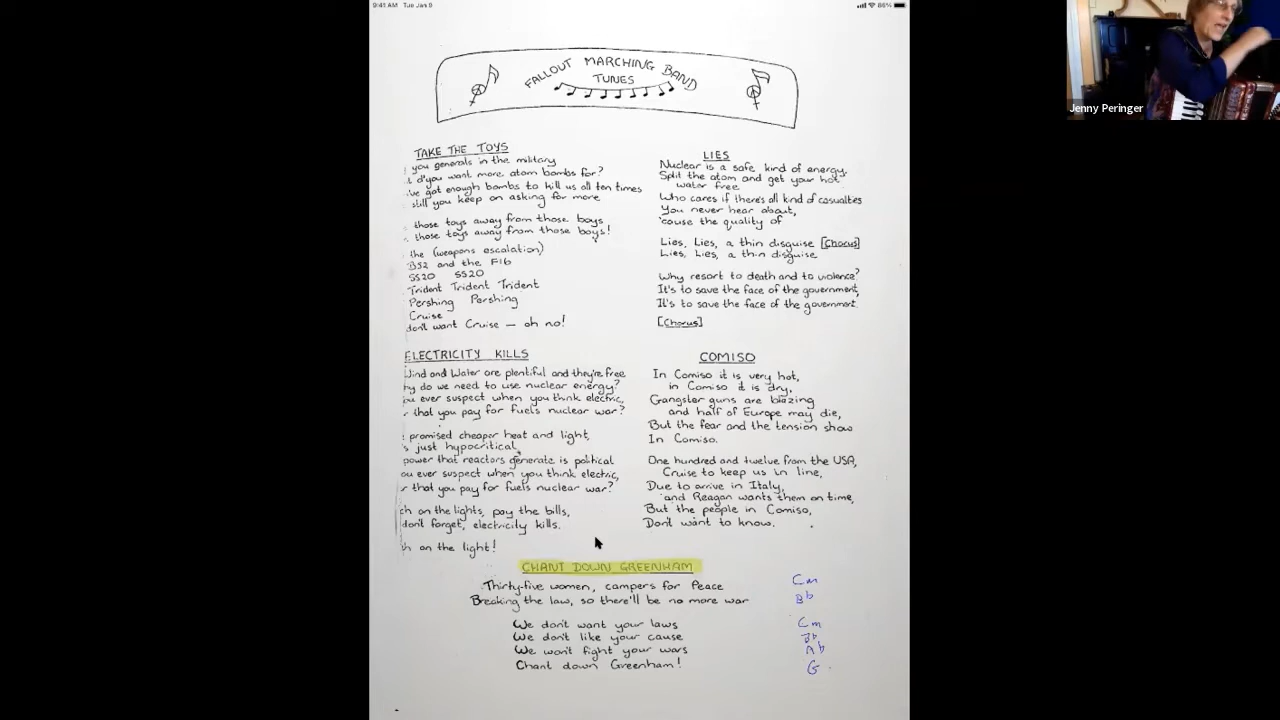 9:41 AM Tue Jan 9
86%
Jenny Peringer
FALLOUT MARCHING BAND
TUNES
TAKE THE TOYS
you generals in the military
d'you want more atom bombs for?
've got enough bombs to kill us all ten times
still you keep on asking for more
those toys away from those boys
those toys away from those boys!
the (weapons escalation)
B52 and the F16
SS20 SS20
Trident Trident Trident
Pershing Pershing
Cruise
don't want Cruise — oh no!
LIES
Nuclear is a safe kind of energy.
Split the atom and get your hot
water free
Who cares if there's all kind of casualties
You never hear about,
'cause the quality of
Lies, Lies, a thin disguise [Chorus]
Lies, Lies, a thin disguise
Why resort to death and to violence?
It's to save the face of the government,
It's to save the face of the government.
[Chorus]
ELECTRICITY KILLS
Wind and Water are plentiful and they're free
hy do we need to use nuclear energy?
ou ever suspect when you think electric,
r that you pay for fuels nuclear war?
promised cheaper heat and light,
s just hypocritical,
power that reactors generate is political
ou ever suspect when you think electric,
r that you pay for fuels nuclear war?
ch on the lights, pay the bills,
don't forget, electricity kills.
h on the light!
COMISO
In Comiso it is very hot,
in Comiso it is dry,
Gangster guns are blazing
and half of Europe may die,
But the fear and the tension show
In Comiso.
One hundred and twelve from the USA,
Cruise to keep us in line,
Due to arrive in Italy,
and Reagan wants them on time,
But the people in Comiso,
Don't want to know.
CHANT DOWN GREENHAM
Thirty-five women, campers for Peace Cm
Breaking the law, so there'll be no more war Bb
We don't want your laws Cm
We don't like your cause Bb
We won't fight your wars Ab
Chant down Greenham! G